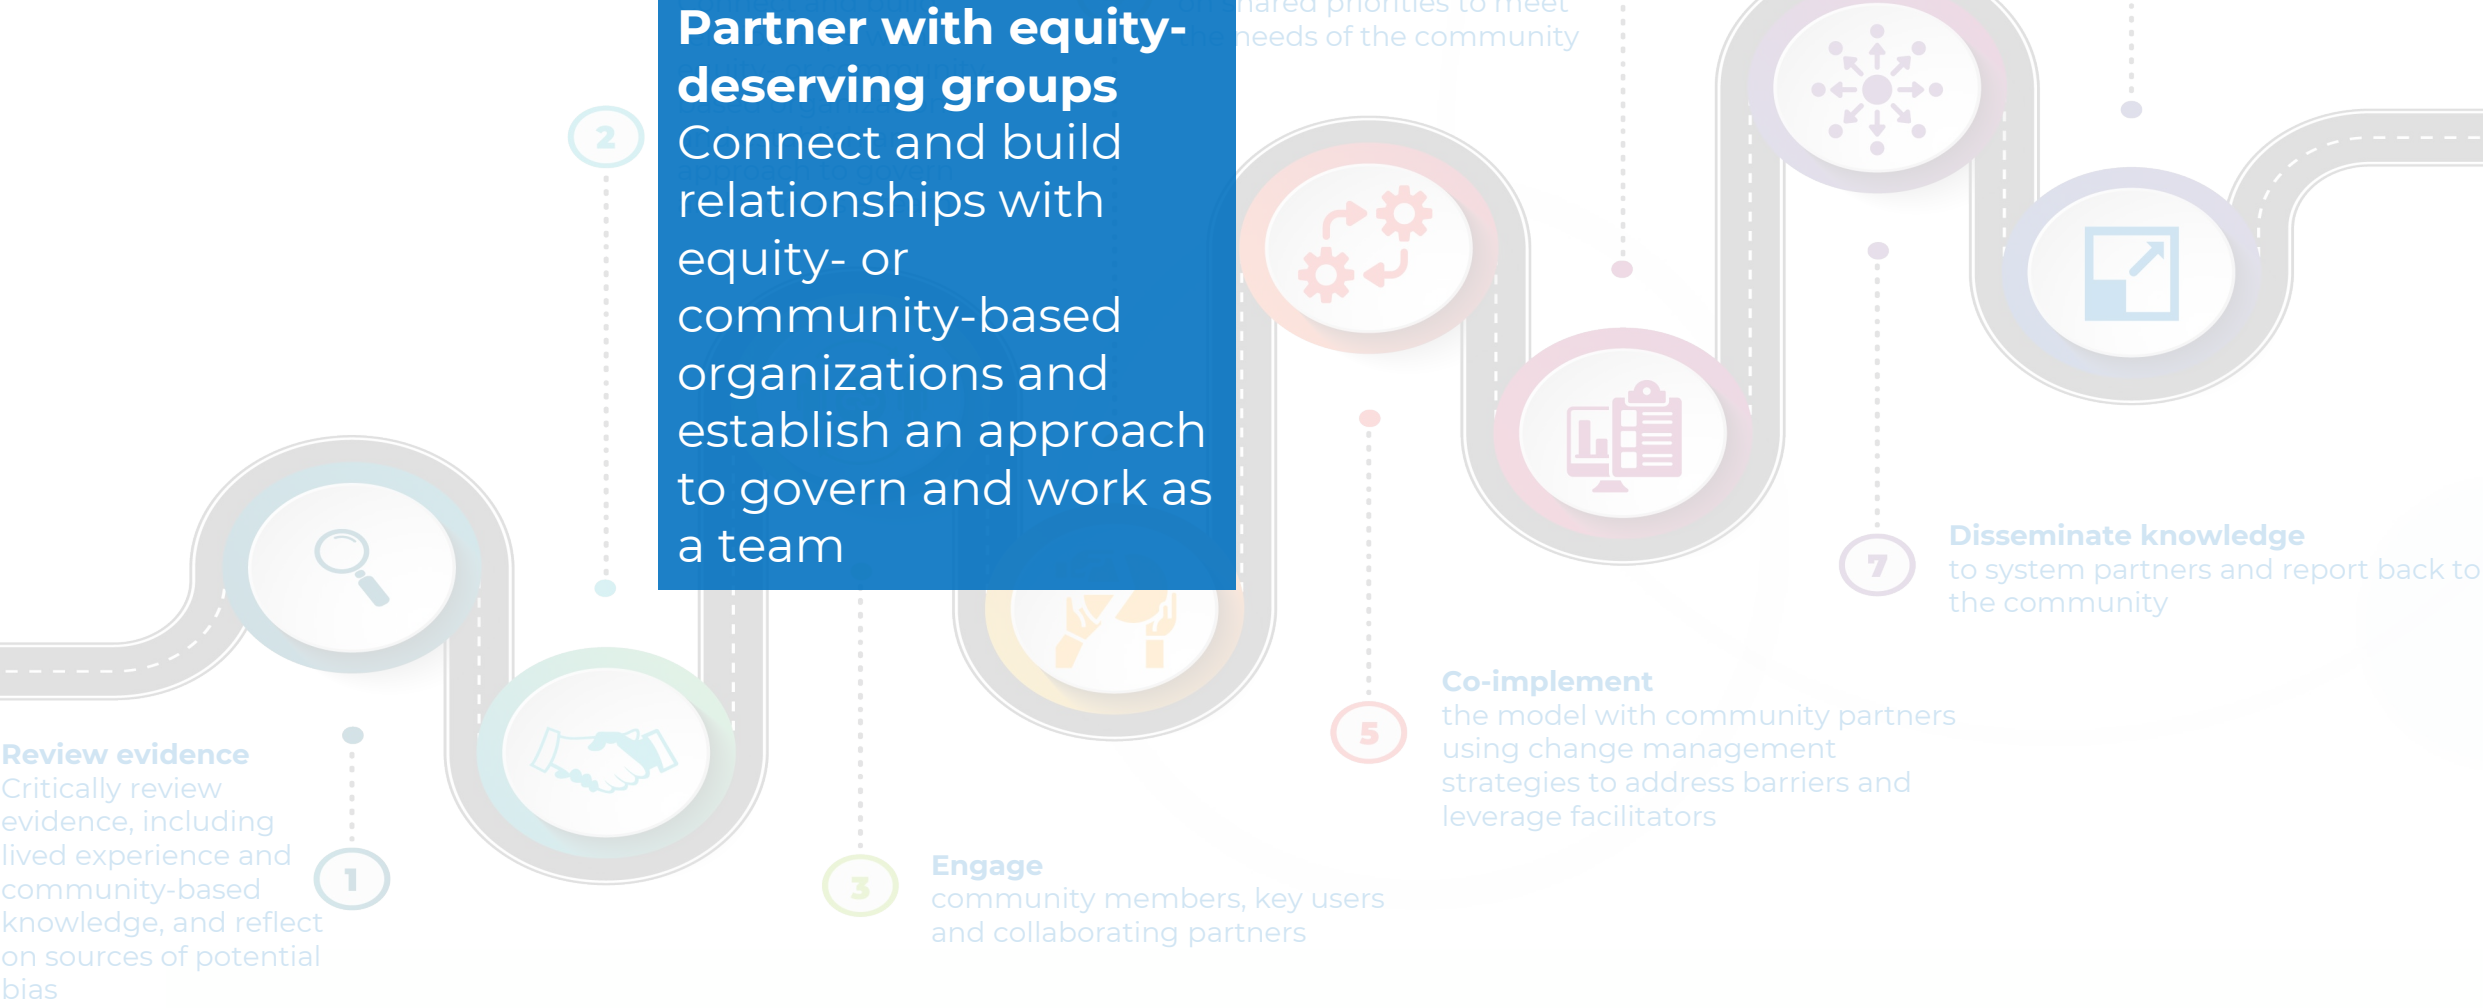 Partner with equity-
deserving groups
Connect and build
relationships with
equity- or
community-based
organizations and
establish an approach
to govern and work as
a team
shared priorities to meet
needs of the community
2
Review evidence
Critically review
evidence, including
lived experience and
community-based
knowledge, and reflect
on sources of potential
bias
1
3
Engage
community members, key users
and collaborating partners
5
Co-implement
the model with community partners
using change management
strategies to address barriers and
leverage facilitators
7
Disseminate knowledge
to system partners and report back to
the community